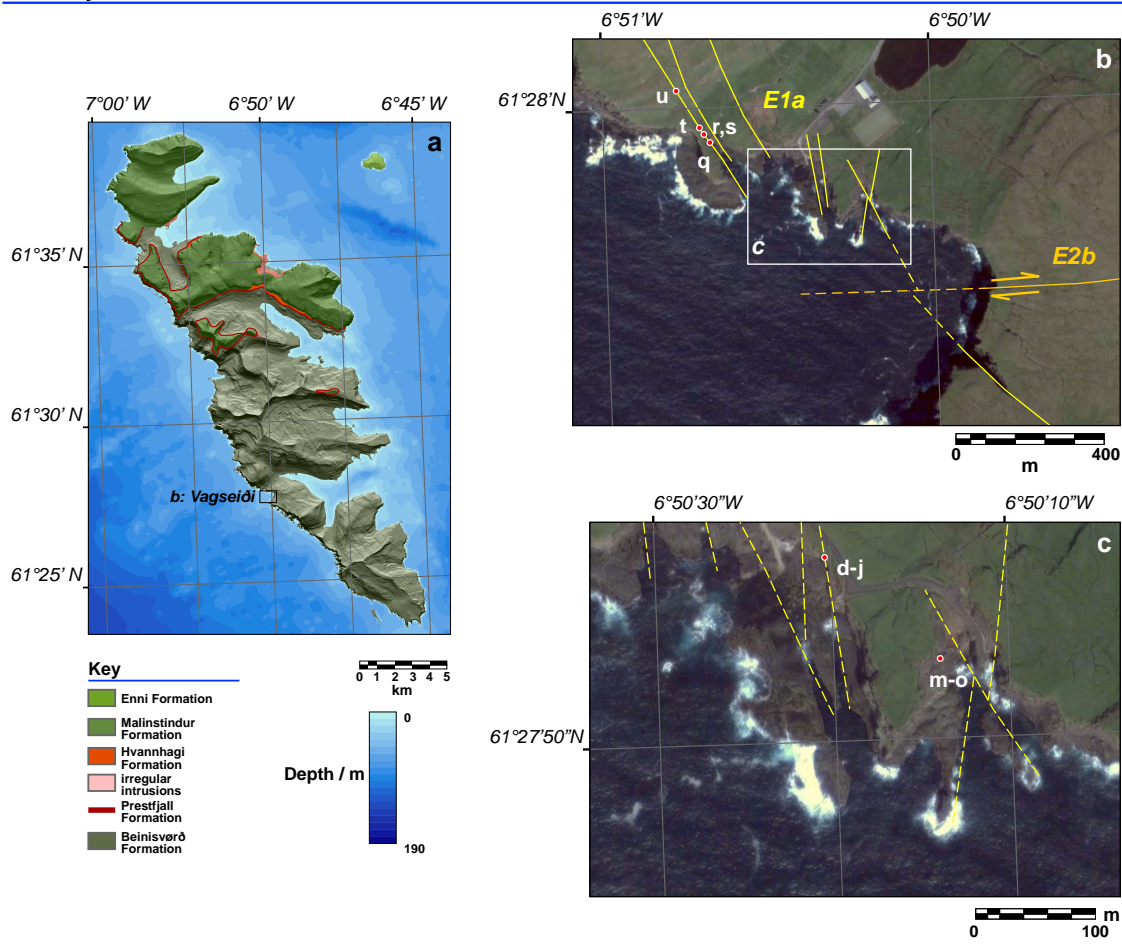 a
7°00' W
6°50' W
6°45' W
61°35' N
61°30' N
61°25' N
b: Vagseiði
Key
Enni Formation
Malinstindur
Formation
Hvannhagi
Formation
irregular
intrusions
Prestfjall
Formation
Beinisvørð
Formation
0 1 2 3 4 5
km
Depth / m
0
190
b
6°51'W
6°50'W
61°28'N
u
t
r,s
q
E1a
c
E2b
0
400
m
c
6°50'30"W
6°50'10"W
61°27'50"N
d-j
m-o
0
100
m